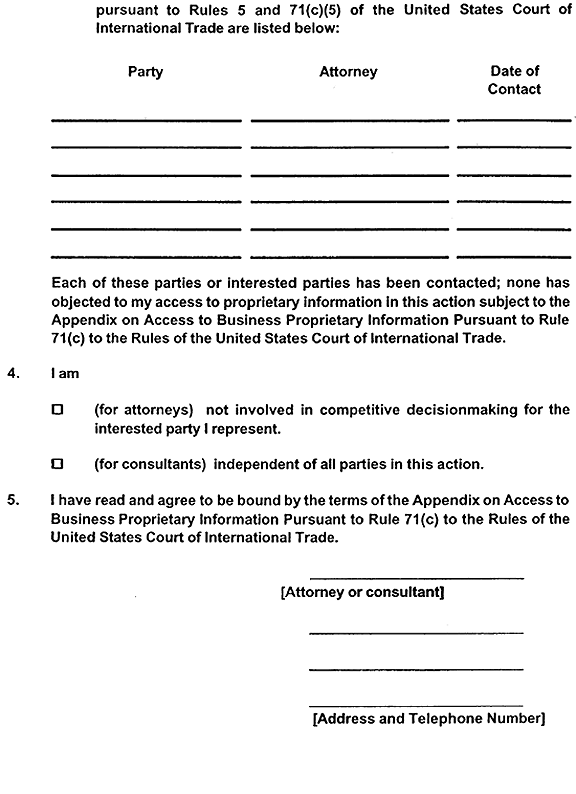 pursuant to Rules 5 and 71(c)(5) of the United States Court of
International Trade are listed below:
Party Attorney Date of
Contact
Each of these parties or interested parties has been contacted; none has
objected to my access to proprietary information in this action subject to the
Appendix on Access to Business Proprietary Information Pursuant to Rule
71(c) to the Rules of the United States Court of International Trade.
4. I am
☐ (for attorneys) not involved in competitive decisionmaking for the
interested party I represent.
☐ (for consultants) independent of all parties in this action.
5. I have read and agree to be bound by the terms of the Appendix on Access to
Business Proprietary Information Pursuant to Rule 71(c) to the Rules of the
United States Court of International Trade.
[Attorney or consultant]
[Address and Telephone Number]